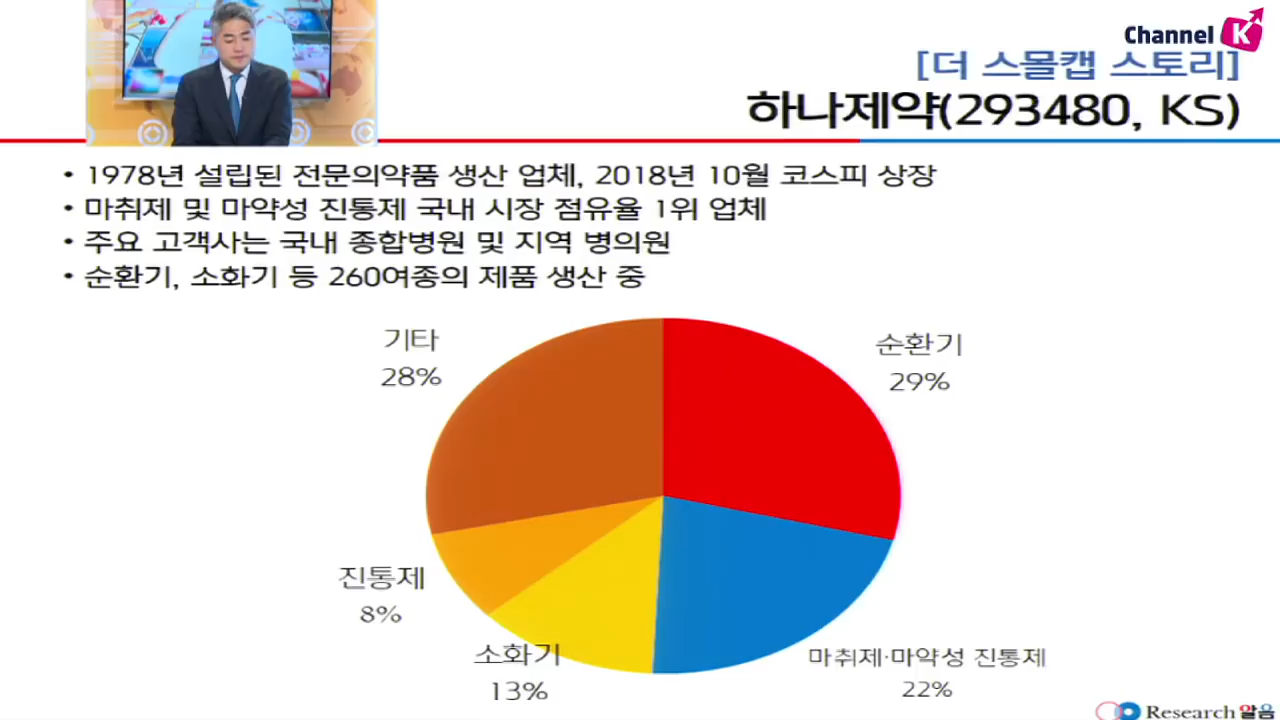 Channel K
[더 스몰캡 스토리]
하나제약(293480, KS)
• 1978년 설립된 전문의약품 생산 업체, 2018년 10월 코스피 상장
• 마취제 및 마약성 진통제 국내 시장 점유율 1위 업체
• 주요 고객사는 국내 종합병원 및 지역 병의원
• 순환기, 소화기 등 260여종의 제품 생산 중
기타
28%
순환기
29%
진통제
8%
소화기
13%
마취제·마약성 진통제
22%
Research 알음